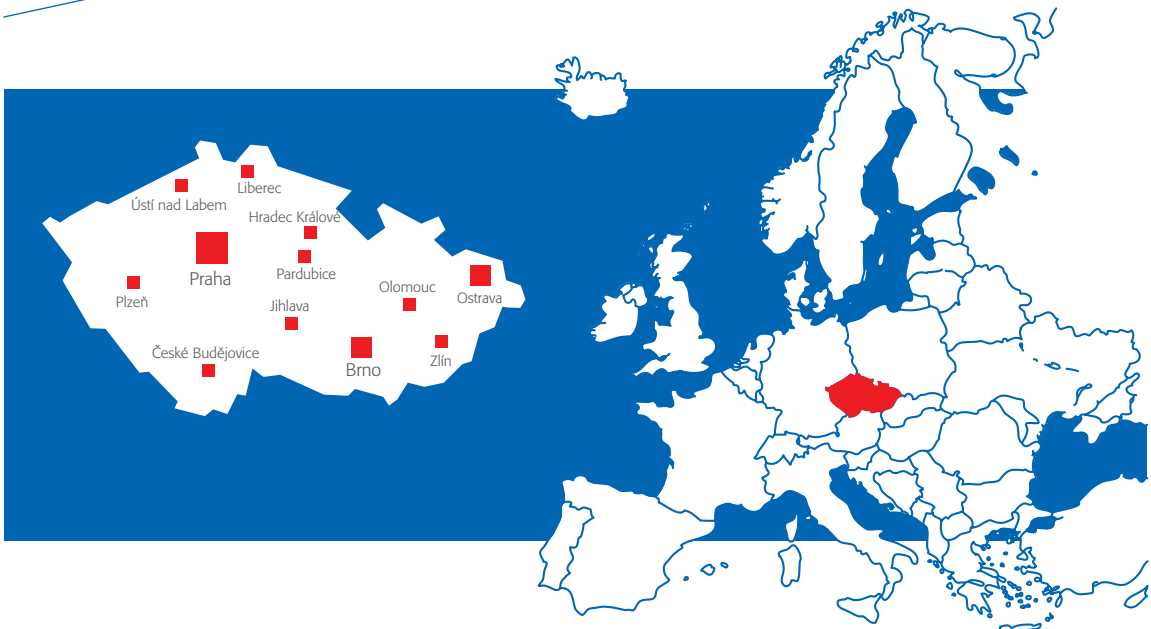 Liberec
Ústí nad Labem
Hradec Králové
Praha
Pardubice
Plzeň
Olomouc
Ostrava
Jihlava
České Budějovice
Brno
Zlín